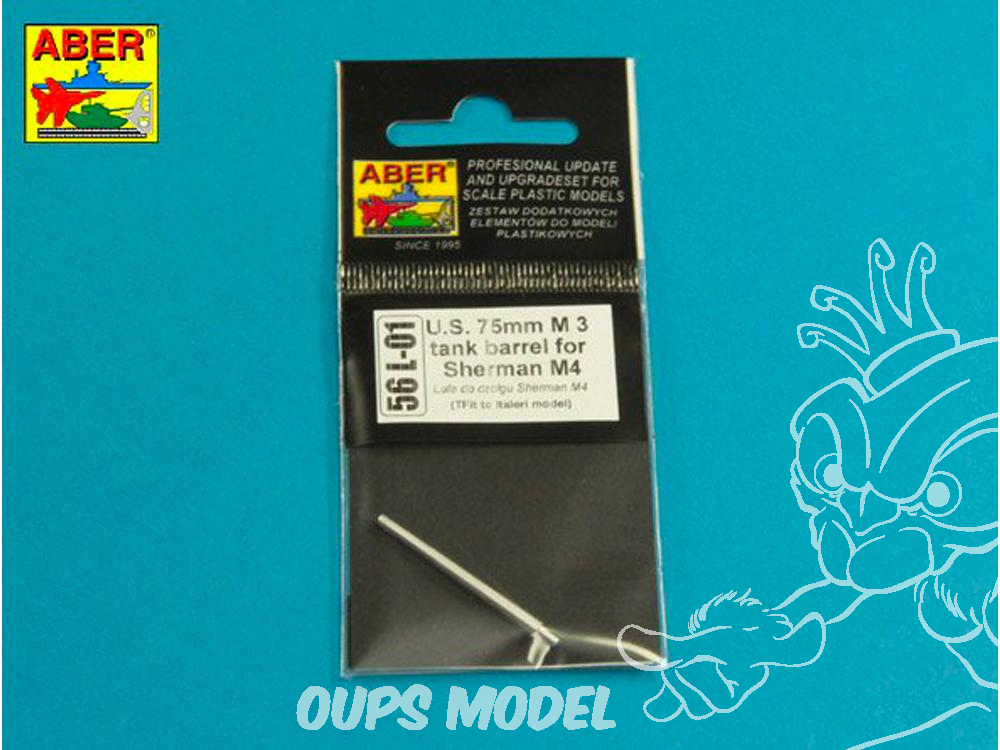 ABER®
ABER®
SINCE 1995
PROFESIONAL UPDATE
AND UPGRADESET FOR
SCALE PLASTIC MODELS
ZESTAW DODATKOWYCH
ELEMENTÓW DO MODELI
PLASTIKOWYCH
56 L-01
U.S. 75mm M 3
tank barrel for
Sherman M4
Lufa do czołgu Sherman M4
(TFit to Italeri model)
OUPS MODEL